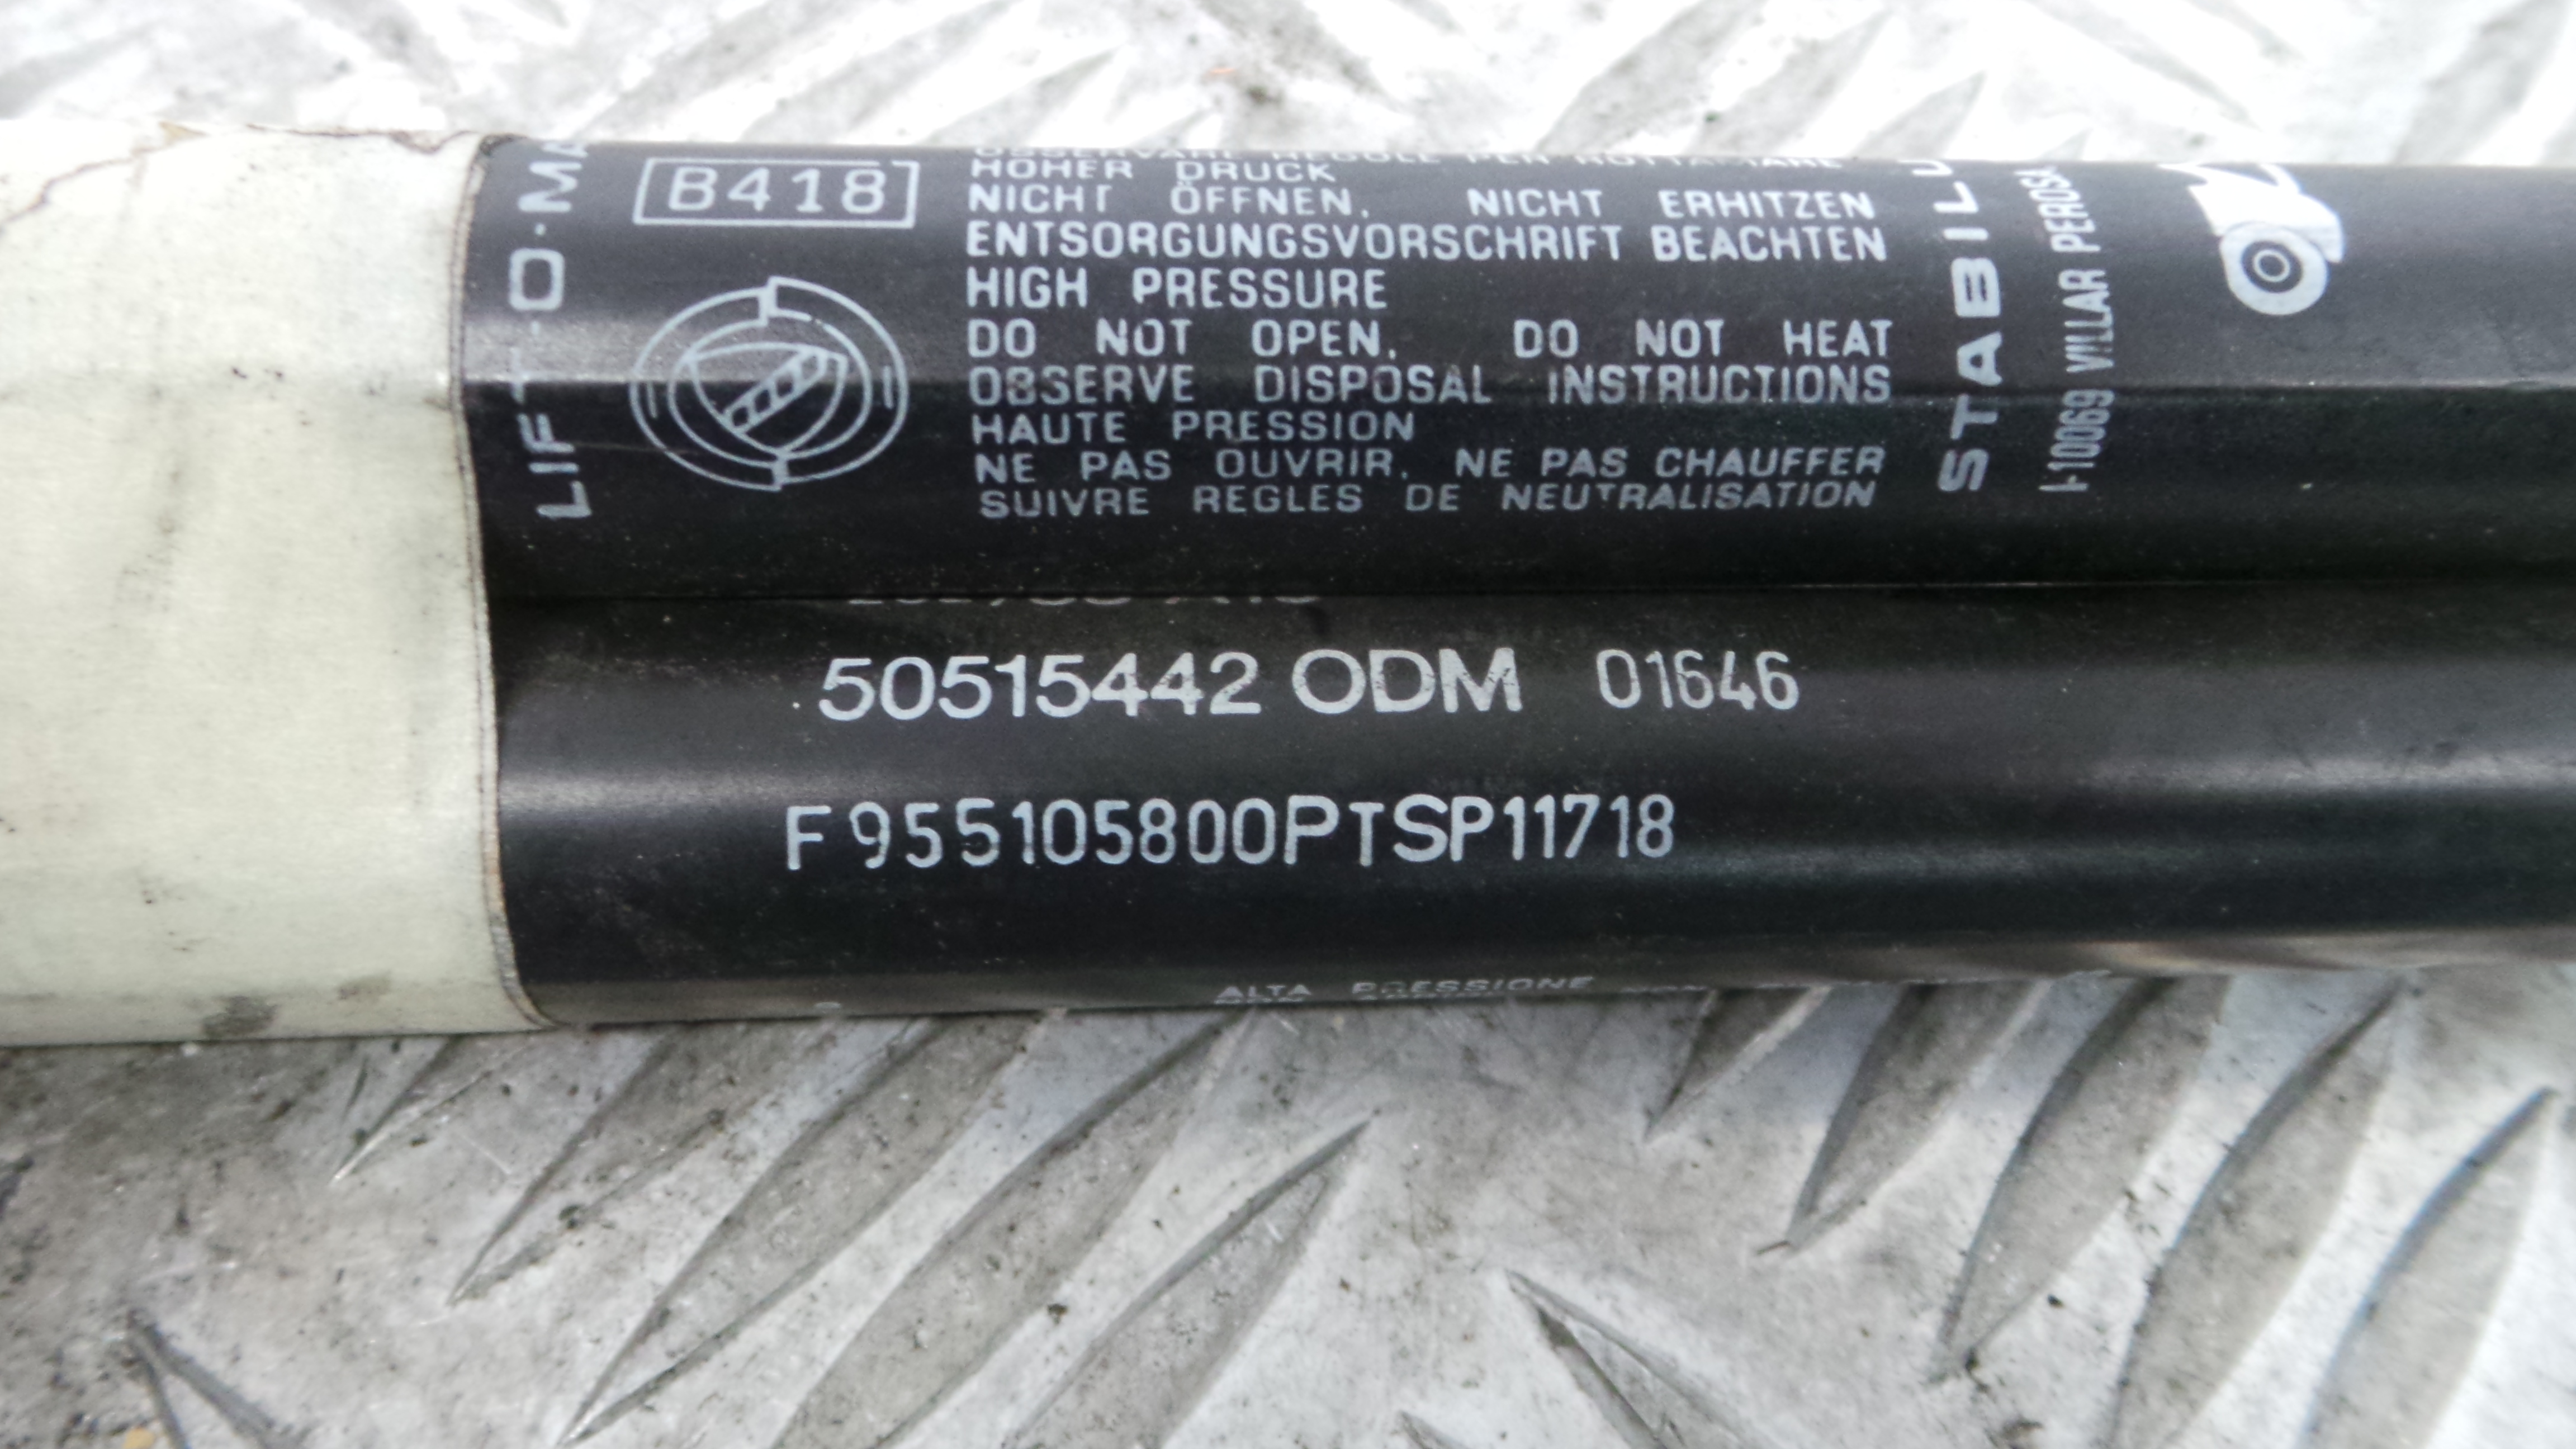 LIFT-O-MA
B418
HOHER DRUCK
NICHT ÖFFNEN. NICHT ERHITZEN
ENTSORGUNGSVORSCHRIFT BEACHTEN
HIGH PRESSURE
DO NOT OPEN. DO NOT HEAT
OBSERVE DISPOSAL INSTRUCTIONS
HAUTE PRESSION
NE PAS OUVRIR. NE PAS CHAUFFER
SUIVRE REGLES DE NEUTRALISATION
STABILU
I-10069 VILLAR PEROSA
50515442 ODM 01646
F955105800PTSP11718
ALTA PRESSIONE